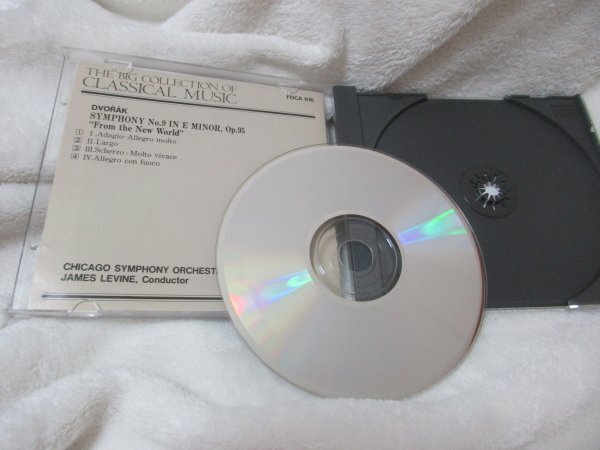 THE BIG COLLECTION OF
CLASSICAL MUSIC
FDCA 516
DVOŘÁK
SYMPHONY No.9 IN E MINOR, Op.95
"From the New World"
1 I.Adagio-Allegro molto
2 II.Largo
3 III.Scherzo: Molto vivace
4 IV.Allegro con fuoco
CHICAGO SYMPHONY ORCHESTR
JAMES LEVINE, Conductor